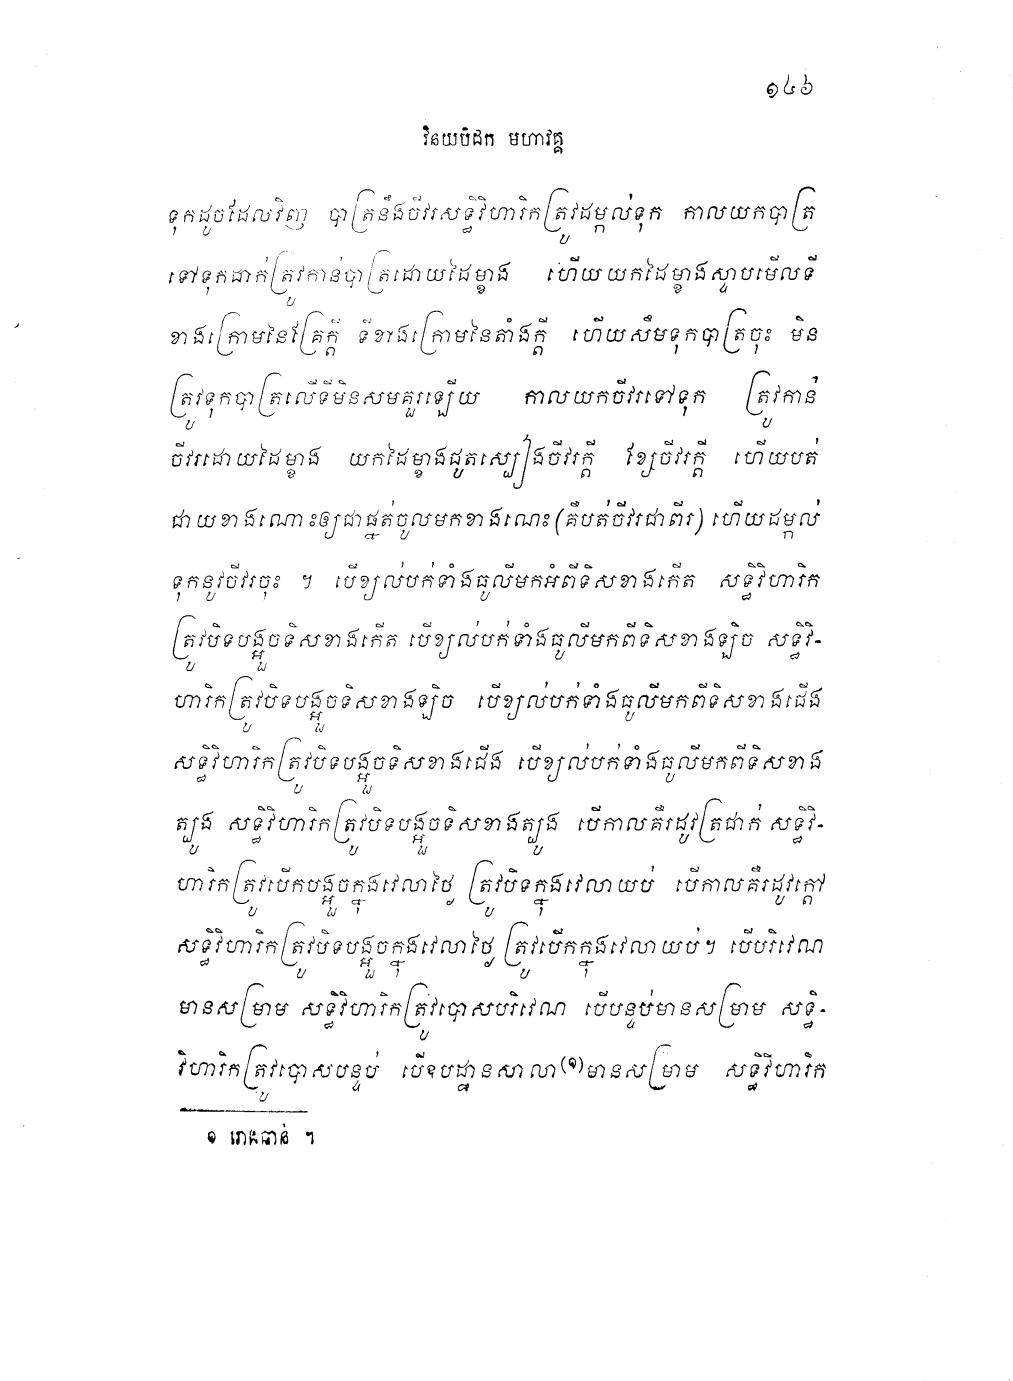 ១៤៦
វិនយបិដក មហាវគ្គ
ទុកដូចដែលវិញ បាត្រនឹងចីវរសទ្ធិវិហារិកត្រូវដម្កល់ទុក កាលយកបាត្រ
ទៅទុកដាក់ត្រូវកាន់បាត្រដោយដៃម្ខាង ហើយយកដៃម្ខាងស្ទាបមើលទី
ខាងក្រោមនៃគ្រែក្តី ទីខាងក្រោមនៃតាំងក្តី ហើយសឹមទុកបាត្រចុះ មិន
ត្រូវទុកបាត្រលើទីមិនសមគួរឡើយ កាលយកចីវរទៅទុក ត្រូវកាន់
ចីវរដោយដៃម្ខាង យកដៃម្ខាងដូតស្បៀងចីវរក្តី ខ្សែចីវរក្តី ហើយបត់
ជាយខាងណោះឲ្យជាផ្នត់ចូលមកខាងណេះ (គឺបត់ចីវរជាពីរ) ហើយដម្កល់
ទុកនូវចីវរចុះ ។ បើខ្យល់បក់ទាំងធូលីមកអំពីទិសខាងកើត សទ្ធិវិហារិក
ត្រូវបិទបង្អួចទិសខាងកើត បើខ្យល់បក់ទាំងធូលីមកពីទិសខាងឡិច សទ្ធិវិ-
ហារិកត្រូវបិទបង្អួចទិសខាងឡិច បើខ្យល់បក់ទាំងធូលីមកពីទិសខាងជើង
សទ្ធិវិហារិកត្រូវបិទបង្អួចទិសខាងជើង បើខ្យល់បក់ទាំងធូលីមកពីទិសខាង
ត្បូង សទ្ធិវិហារិកត្រូវបិទបង្អួចទិសខាងត្បូង បើកាលគឺរដូវត្រជាក់ សទ្ធិវិ-
ហារិកត្រូវបើកបង្អួចក្នុងវេលាថ្ងៃ ត្រូវបិទក្នុងវេលាយប់ បើកាលគឺរដូវក្តៅ
សទ្ធិវិហារិកត្រូវបិទបង្អួចក្នុងវេលាថ្ងៃ ត្រូវបើកក្នុងវេលាយប់។ បើបរិវេណ
មានសម្រាម សទ្ធិវិហារិកត្រូវបោសបរិវេណ បើបន្ទប់មានសម្រាម សទ្ធិ-
វិហារិកត្រូវបោសបន្ទប់ បើឧបដ្ឋានសាលា(១)មានសម្រាម សទ្ធិវិហារិក
១ រោងធាន់ ។